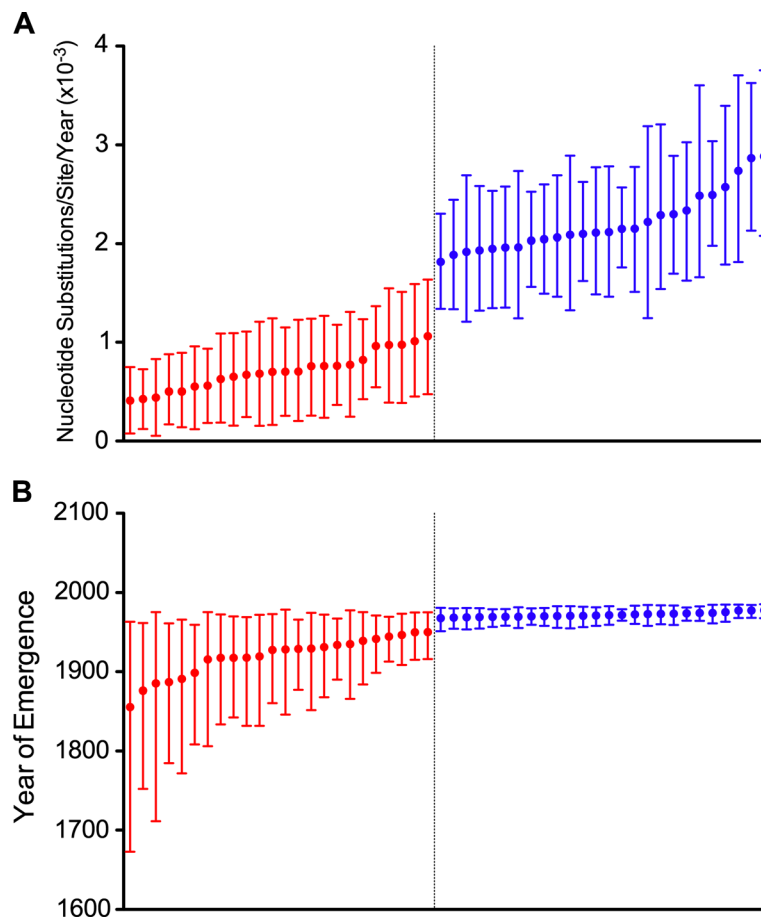 A
Nucleotide Substitutions/Site/Year (x10⁻³)
4
3
2
1
0
B
Year of Emergence
2100
2000
1900
1800
1700
1600